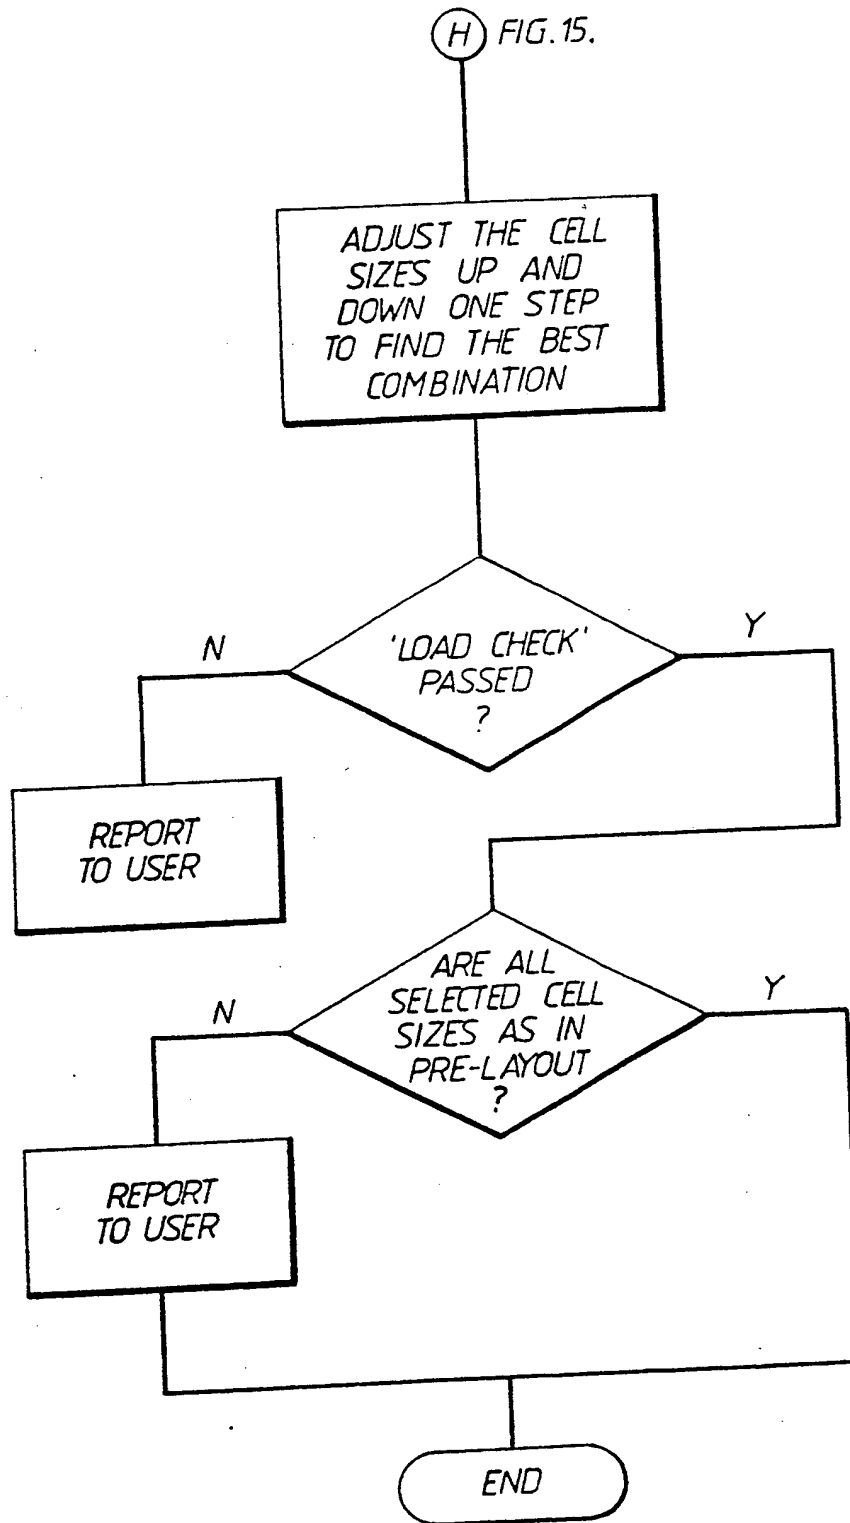 H FIG.15.
ADJUST THE CELL
SIZES UP AND
DOWN ONE STEP
TO FIND THE BEST
COMBINATION
N
'LOAD CHECK'
PASSED
?
Y
REPORT
TO USER
N
ARE ALL
SELECTED CELL
SIZES AS IN
PRE-LAYOUT
?
Y
REPORT
TO USER
END